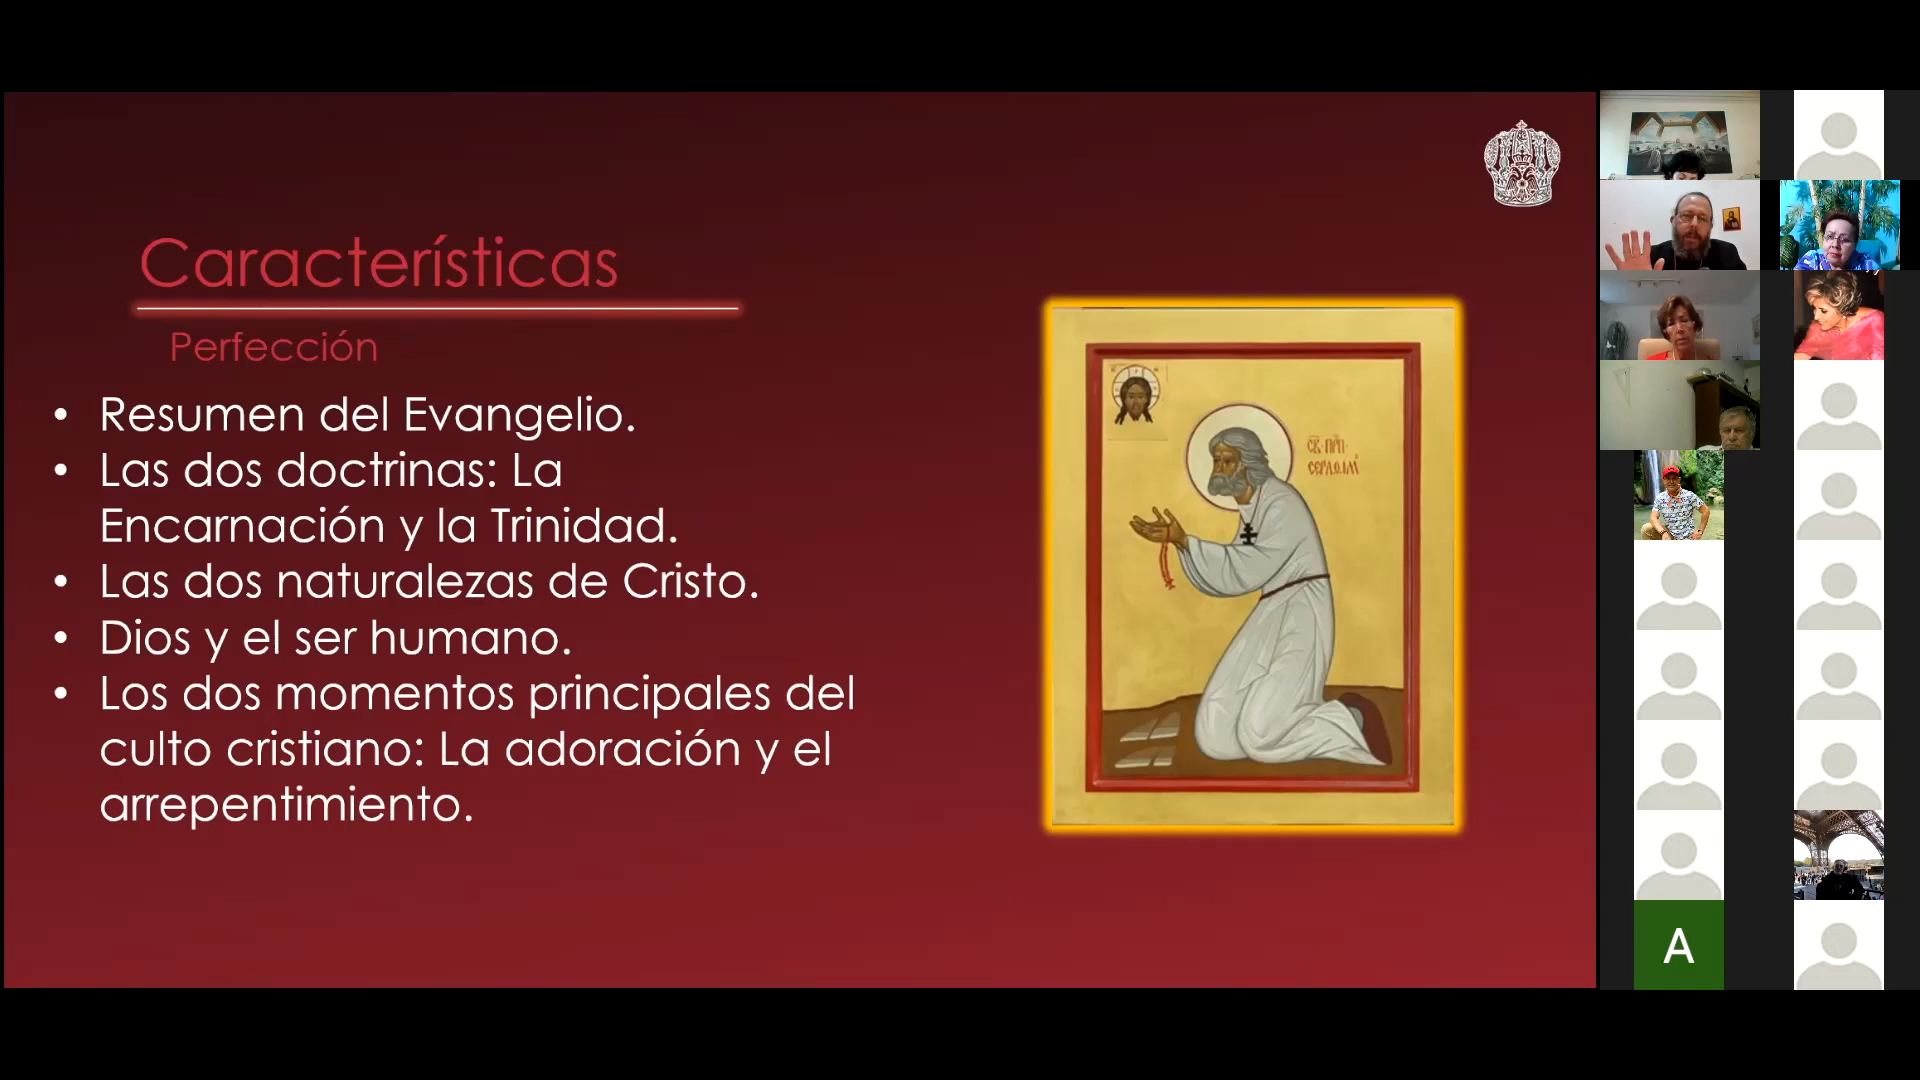 Características
Perfección
• Resumen del Evangelio.
• Las dos doctrinas: La
Encarnación y la Trinidad.
• Las dos naturalezas de Cristo.
• Dios y el ser humano.
• Los dos momentos principales del
culto cristiano: La adoración y el
arrepentimiento.
A